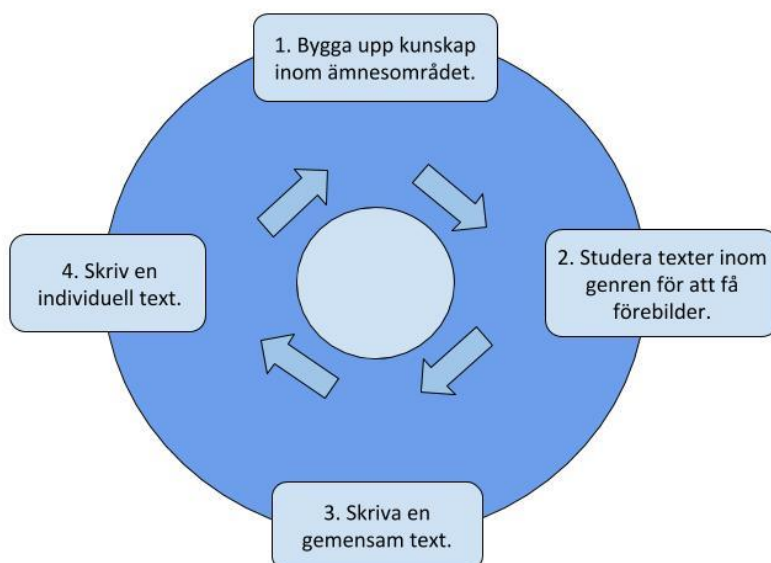 1. Bygga upp kunskap
inom ämnesområdet.
2. Studera texter inom
genren för att få
förebilder.
3. Skriva en
gemensam text.
4. Skriv en
individuell text.